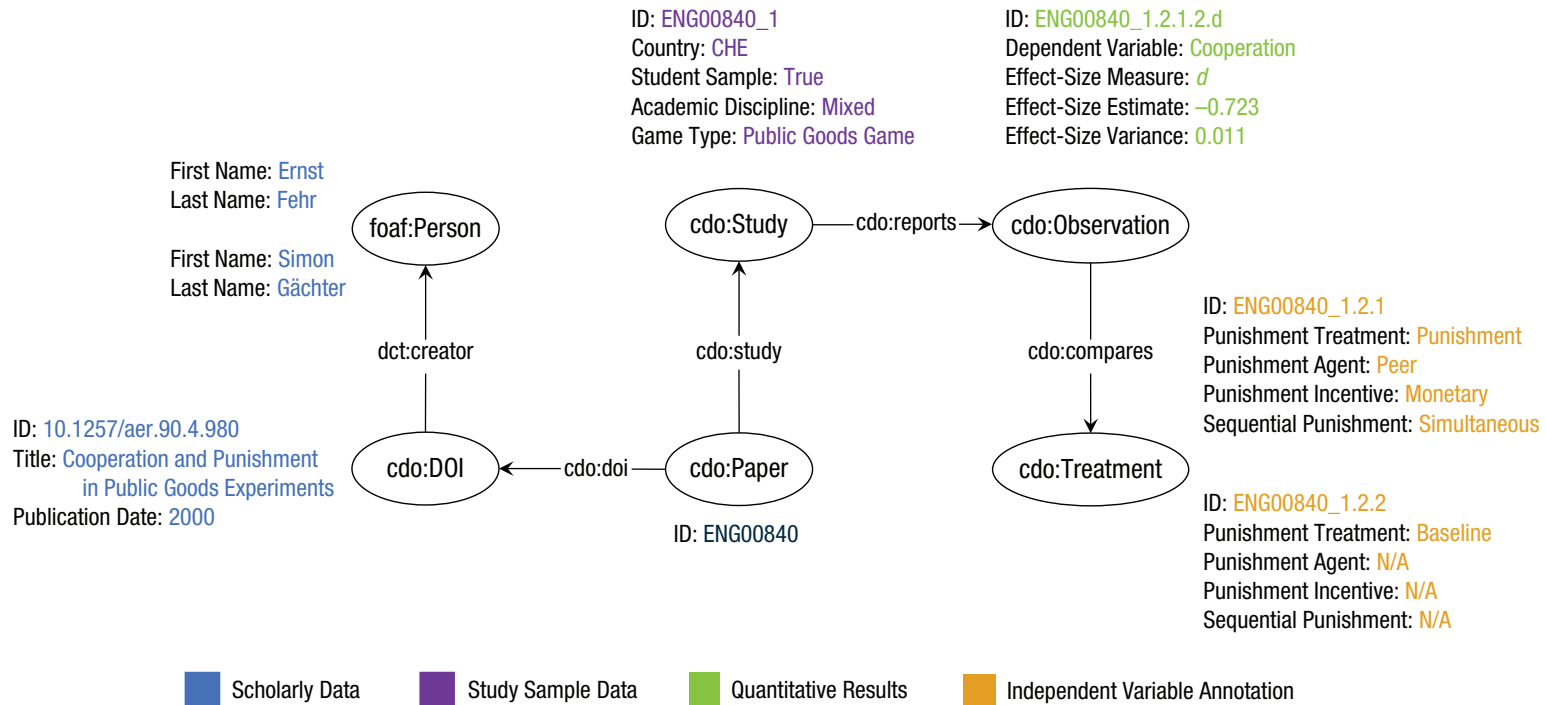 ID: ENG00840_1
Country: CHE
Student Sample: True
Academic Discipline: Mixed
Game Type: Public Goods Game
ID: ENG00840_1.2.1.2.d
Dependent Variable: Cooperation
Effect-Size Measure: d
Effect-Size Estimate: –0.723
Effect-Size Variance: 0.011
First Name: Ernst
Last Name: Fehr
First Name: Simon
Last Name: Gächter
foaf:Person
cdo:Study
cdo:reports
cdo:Observation
dct:creator
cdo:study
cdo:compares
ID: ENG00840_1.2.1
Punishment Treatment: Punishment
Punishment Agent: Peer
Punishment Incentive: Monetary
Sequential Punishment: Simultaneous
ID: 10.1257/aer.90.4.980
Title: Cooperation and Punishment
in Public Goods Experiments
Publication Date: 2000
cdo:DOI
cdo:doi
cdo:Paper
ID: ENG00840
cdo:Treatment
ID: ENG00840_1.2.2
Punishment Treatment: Baseline
Punishment Agent: N/A
Punishment Incentive: N/A
Sequential Punishment: N/A
Scholarly Data
Study Sample Data
Quantitative Results
Independent Variable Annotation